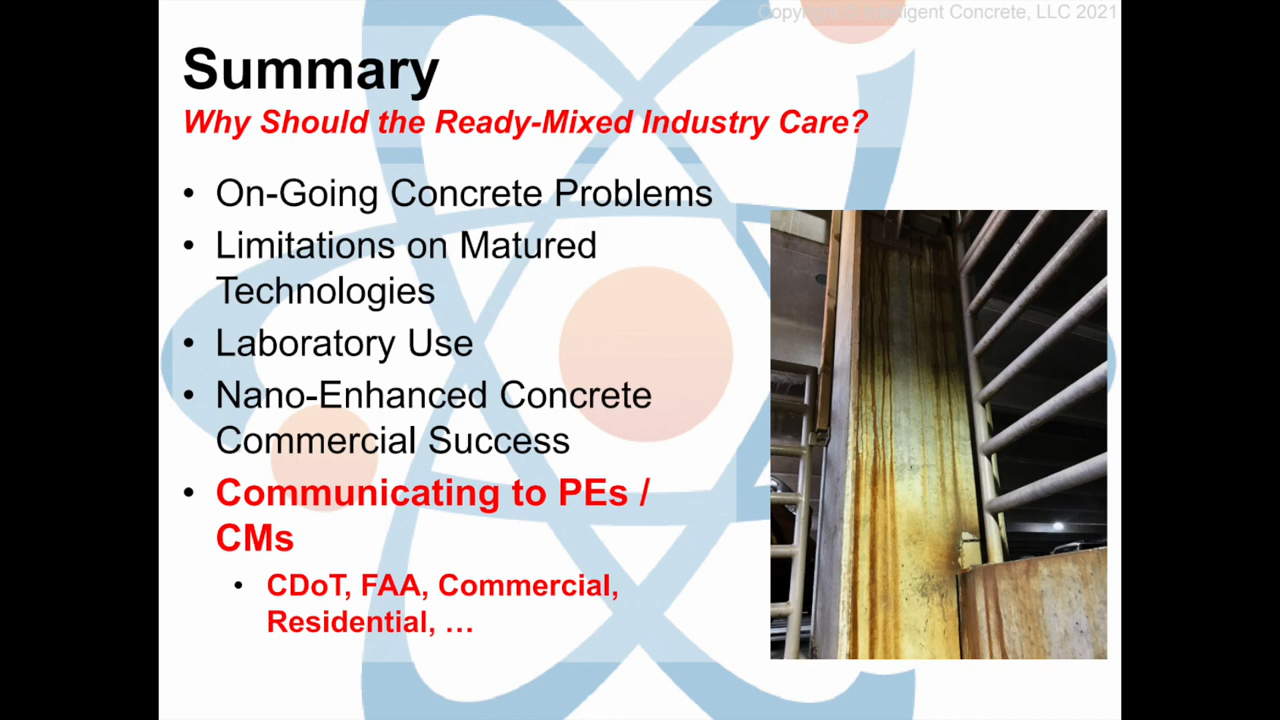 Copyright © Intelligent Concrete, LLC 2021
Summary
Why Should the Ready-Mixed Industry Care?
• On-Going Concrete Problems
• Limitations on Matured
Technologies
• Laboratory Use
• Nano-Enhanced Concrete
Commercial Success
• Communicating to PEs /
CMs
• CDoT, FAA, Commercial,
Residential, …